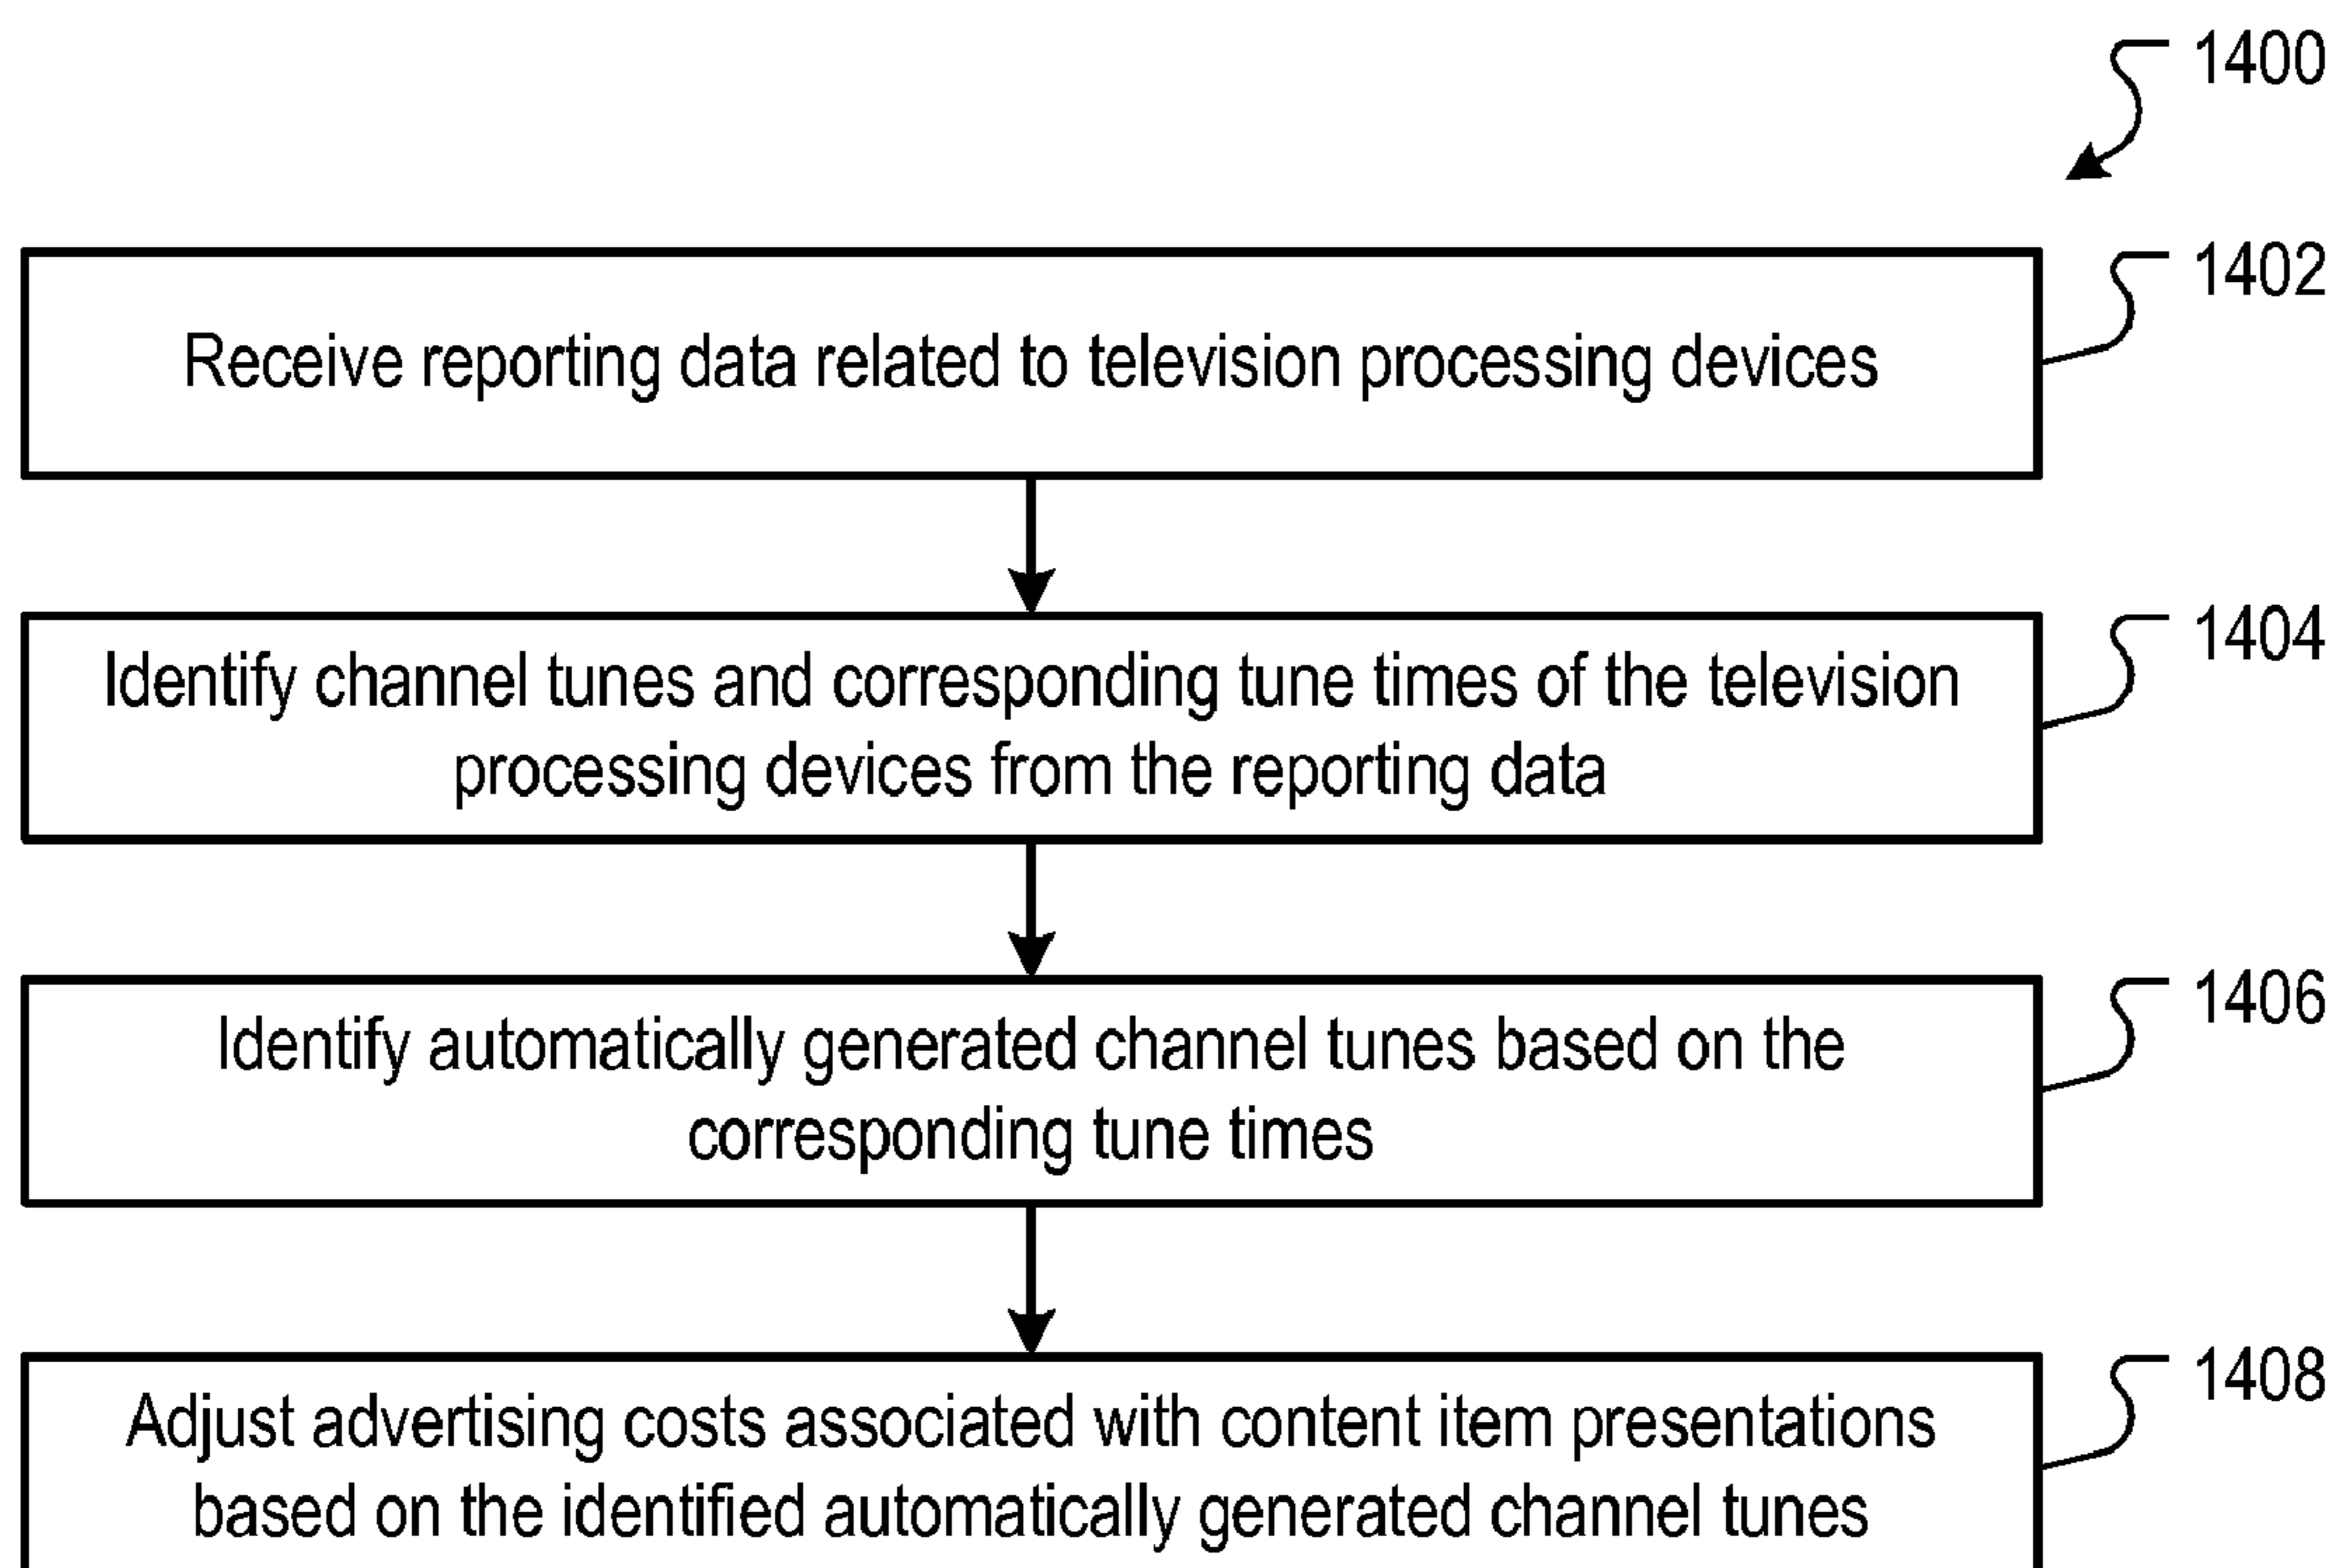 1400
1402
Receive reporting data related to television processing devices
1404
Identify channel tunes and corresponding tune times of the television
processing devices from the reporting data
1406
Identify automatically generated channel tunes based on the
corresponding tune times
1408
Adjust advertising costs associated with content item presentations
based on the identified automatically generated channel tunes